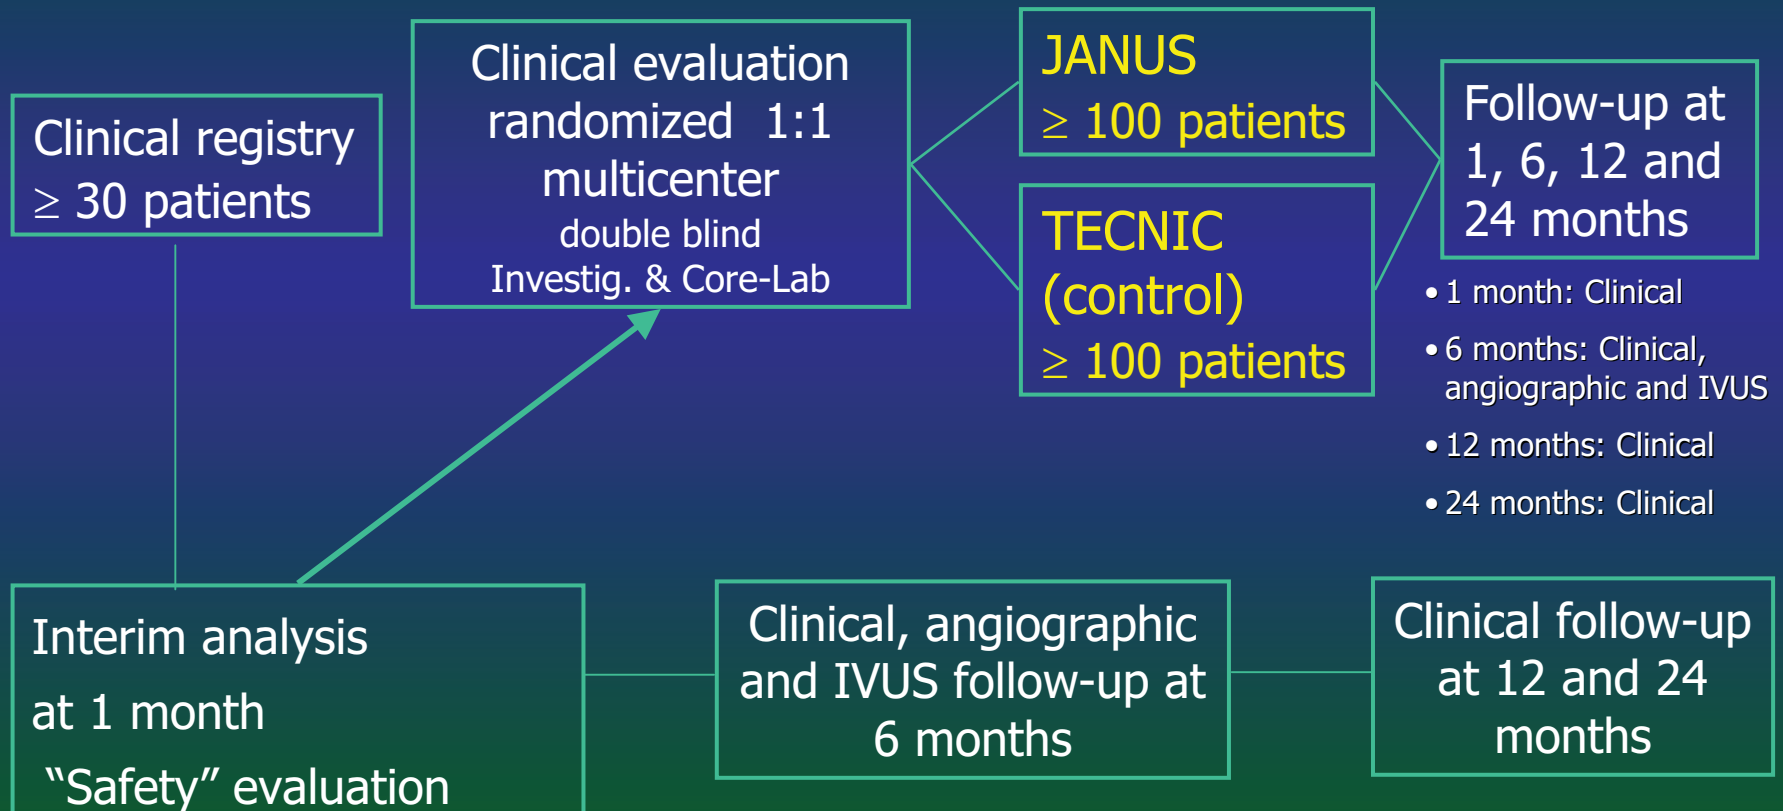 Clinical registry
≥ 30 patients
Clinical evaluation
randomized 1:1
multicenter
double blind
Investig. & Core-Lab
JANUS
≥ 100 patients
TECNIC
(control)
≥ 100 patients
Follow-up at
1, 6, 12 and
24 months
• 1 month: Clinical
• 6 months: Clinical,
angiographic and IVUS
• 12 months: Clinical
• 24 months: Clinical
Interim analysis
at 1 month
“Safety” evaluation
Clinical, angiographic
and IVUS follow-up at
6 months
Clinical follow-up
at 12 and 24
months